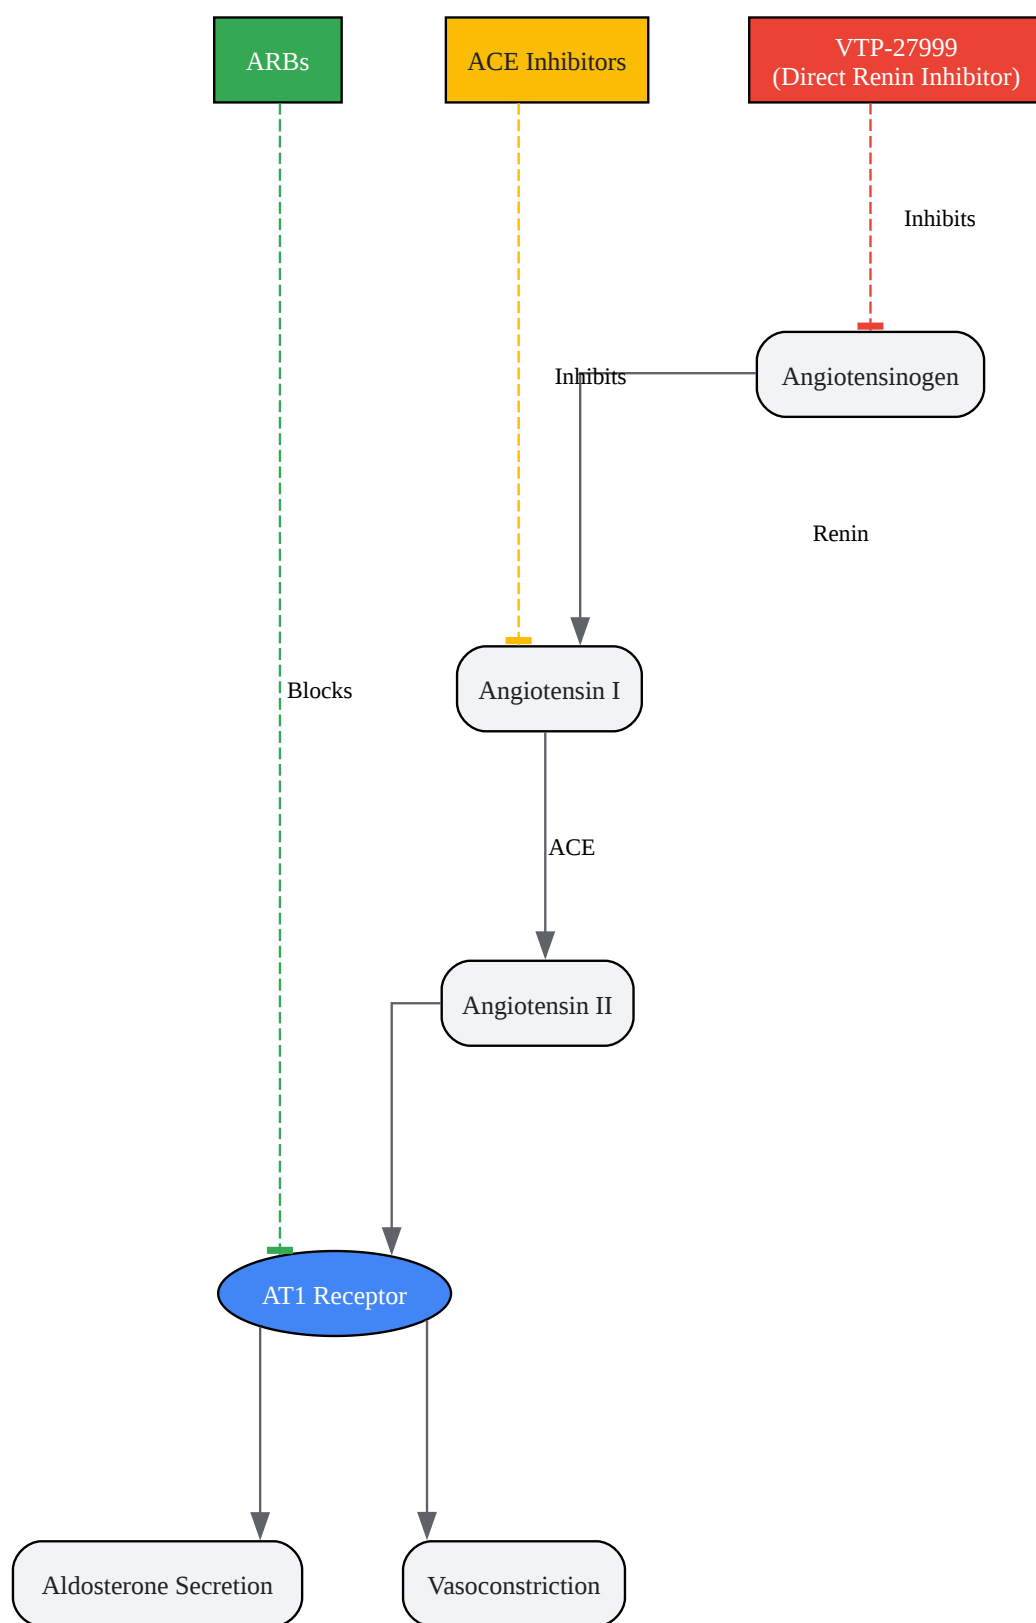 ARBs
ACE Inhibitors
VTP-27999
(Direct Renin Inhibitor)
Inhibits
Inhibits
Angiotensinogen
Renin
Blocks
Angiotensin I
ACE
Angiotensin II
AT1 Receptor
Aldosterone Secretion
Vasoconstriction